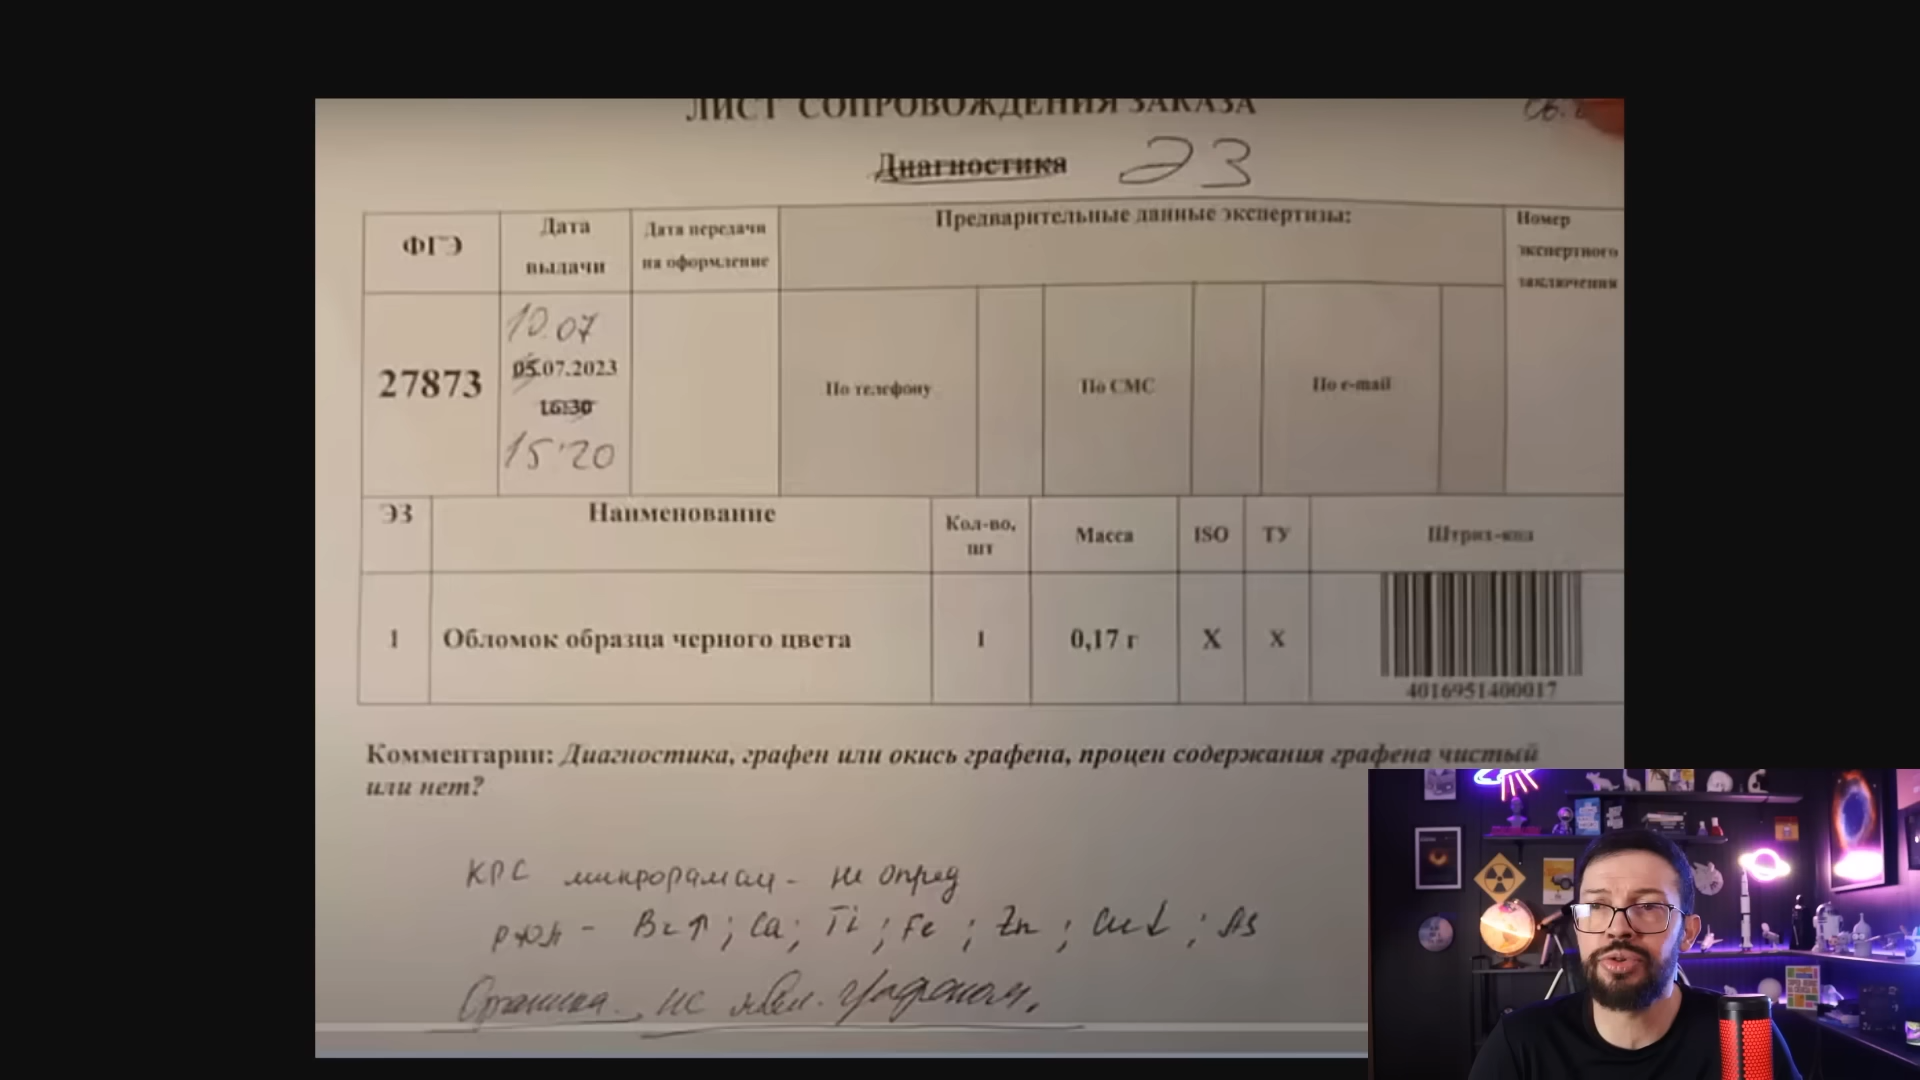 ЛИСТ СОПРОВОЖДЕНИЯ ЗАКАЗА
Диагностика ЭЗ
ФГЭ
Дата выдачи
Дата передачи на оформление
Предварительные данные экспертизы:
Номер экспертного заключения
27873
10.07
05.07.2023
16:30
15:20
По телефону
По СМС
По e-mail
ЭЗ
Наименование
Кол-во, шт
Масса
ISO
ТУ
Штрих-код
1
Обломок образца черного цвета
1
0,17 г
X
X
4016951400017
Комментарии: Диагностика, графен или окись графена, процен содержания графена чистый
или нет?
КРС микрорамам - не опред
; Ca; Ti; Fe; Zn; ; As
Органика. не явл. графеном.